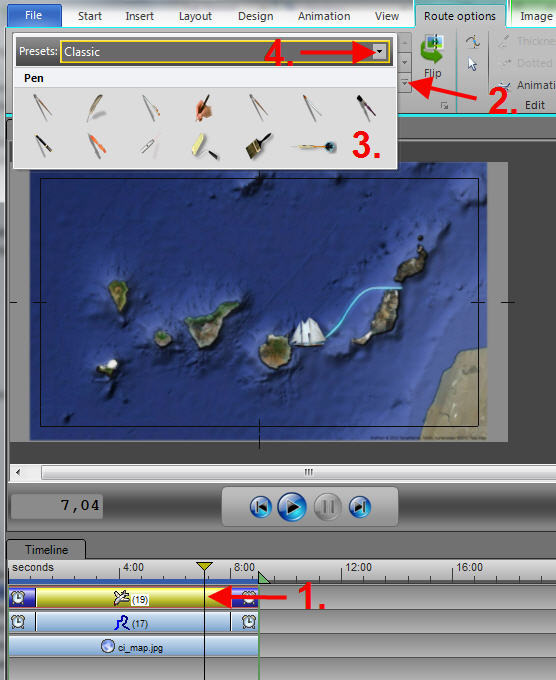 File Start Insert Layout Design Animation View Route options Image
Presets: Classic 4.
Thickne
Dotted
Flip
Animati
2.
Edit
Pen
3.
7,04
Timeline
seconds 4:00 8:00 12:00 16:00
(19) 1.
(17)
ci_map.jpg